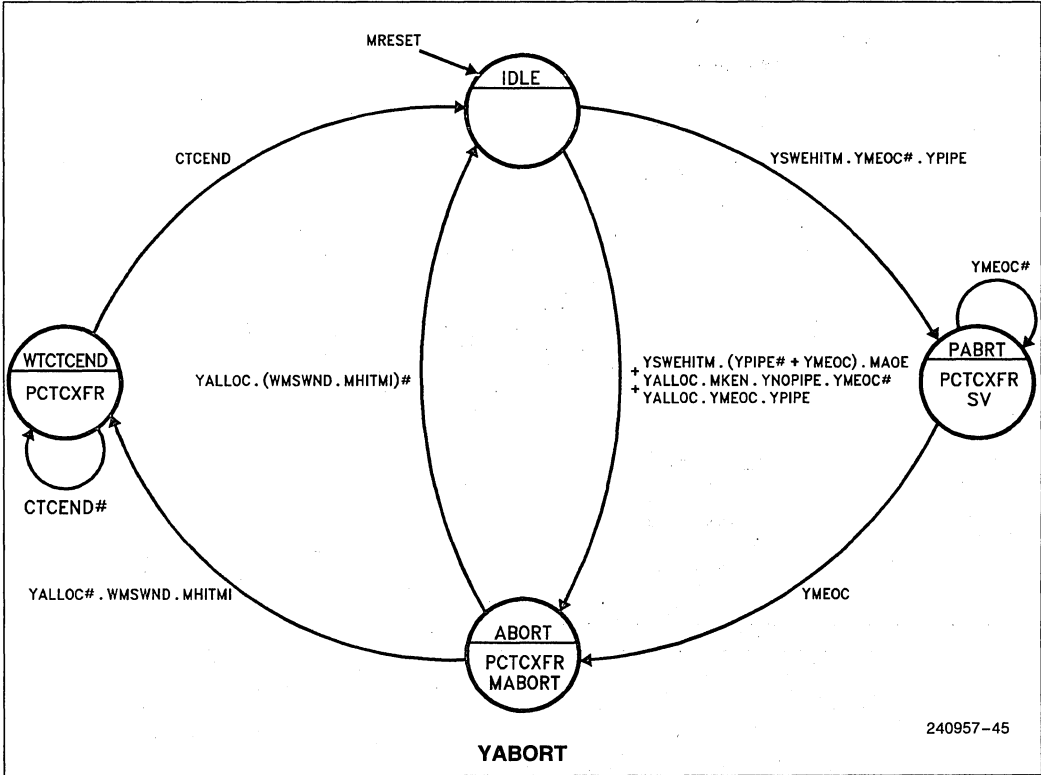 MRESET
IDLE
CTCEND
YSWEHITM . YMEOC# . YPIPE
YMEOC#
WTCTCEND
PCTCXFR
YALLOC . (WMSWND . MHITMI)#
+ YSWEHITM . (YPIPE# + YMEOC) . MAOE
+ YALLOC . MKEN . YNOPIPE . YMEOC#
+ YALLOC . YMEOC . YPIPE
PABRT
PCTCXFR
SV
CTCEND#
YALLOC# . WMSWND . MHITMI
YMEOC
ABORT
PCTCXFR
MABORT
240957-45
YABORT